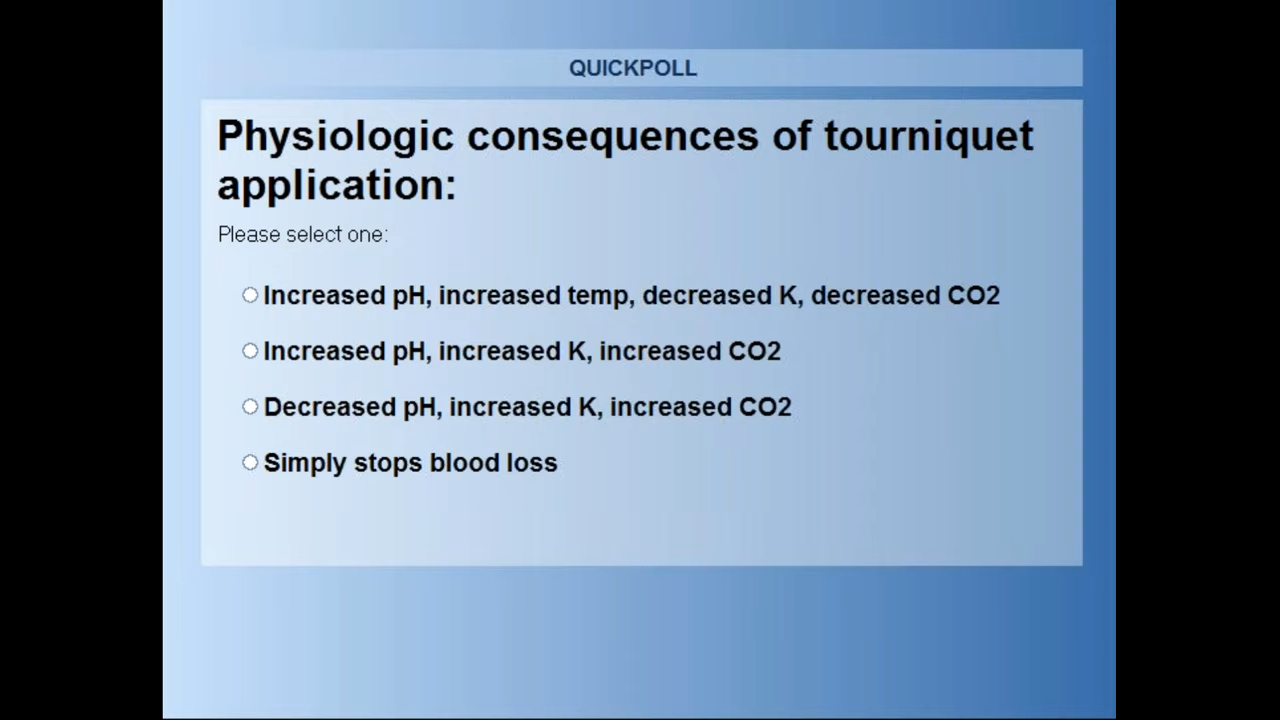 QUICKPOLL
Physiologic consequences of tourniquet
application:
Please select one:
Increased pH, increased temp, decreased K, decreased CO2
Increased pH, increased K, increased CO2
Decreased pH, increased K, increased CO2
Simply stops blood loss